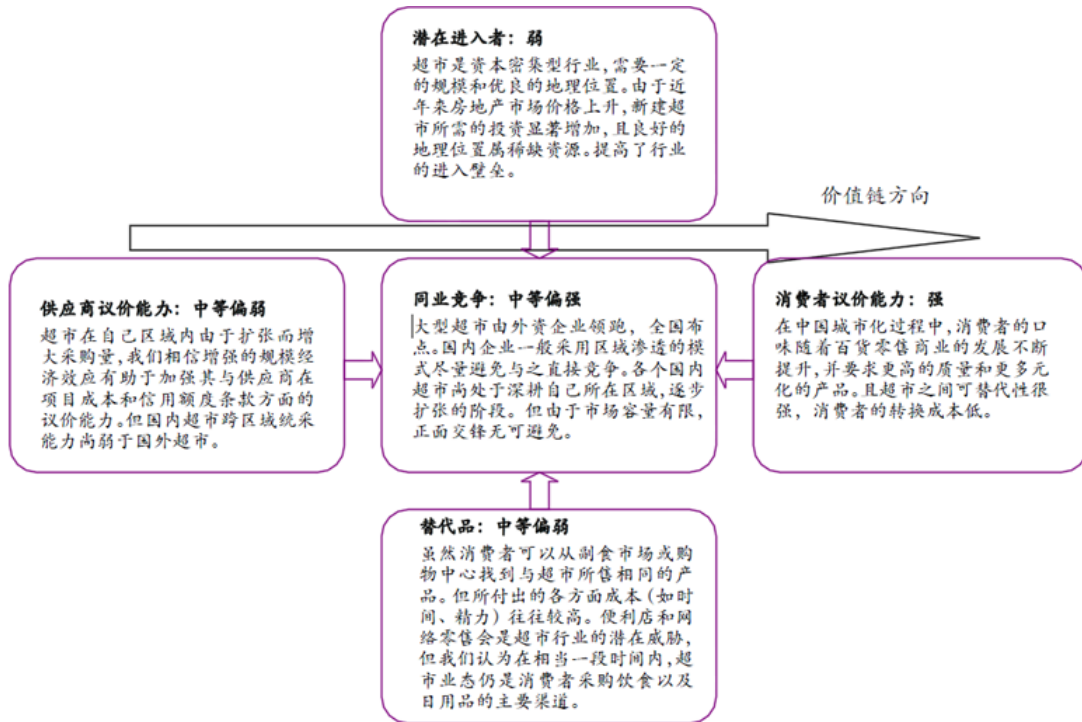 潜在进入者：弱
超市是资本密集型行业，需要一定
的规模和优良的地理位置。由于近
年来房地产市场价格上升，新建超
市所需的投资显著增加，且良好的
地理位置属稀缺资源。提高了行业
的进入壁垒。
价值链方向
供应商议价能力：中等偏弱
超市在自己区域内由于扩张而增
大采购量，我们相信增强的规模经
济效应有助于加强其与供应商在
项目成本和信用额度条款方面的
议价能力。但国内超市跨区域统采
能力尚弱于国外超市。
同业竞争：中等偏强
大型超市由外资企业领跑，全国布
点。国内企业一般采用区域渗透的模
式尽量避免与之直接竞争。各个国内
超市尚处于深耕自己所在区域，逐步
扩张的阶段。但由于市场容量有限，
正面交锋无可避免。
消费者议价能力：强
在中国城市化过程中，消费者的口
味随着百货零售商业的发展不断
提升，并要求更高的质量和更多元
化的产品。且超市之间可替代性很
强，消费者的转换成本低。
替代品：中等偏弱
虽然消费者可以从副食市场或购
物中心找到与超市所售相同的产
品。但所付出的各方面成本（如时
间、精力）往往较高。便利店和网
络零售会是超市行业的潜在威胁，
但我们认为在相当一段时间内，超
市业态仍是消费者采购饮食以及
日用品的主要渠道。